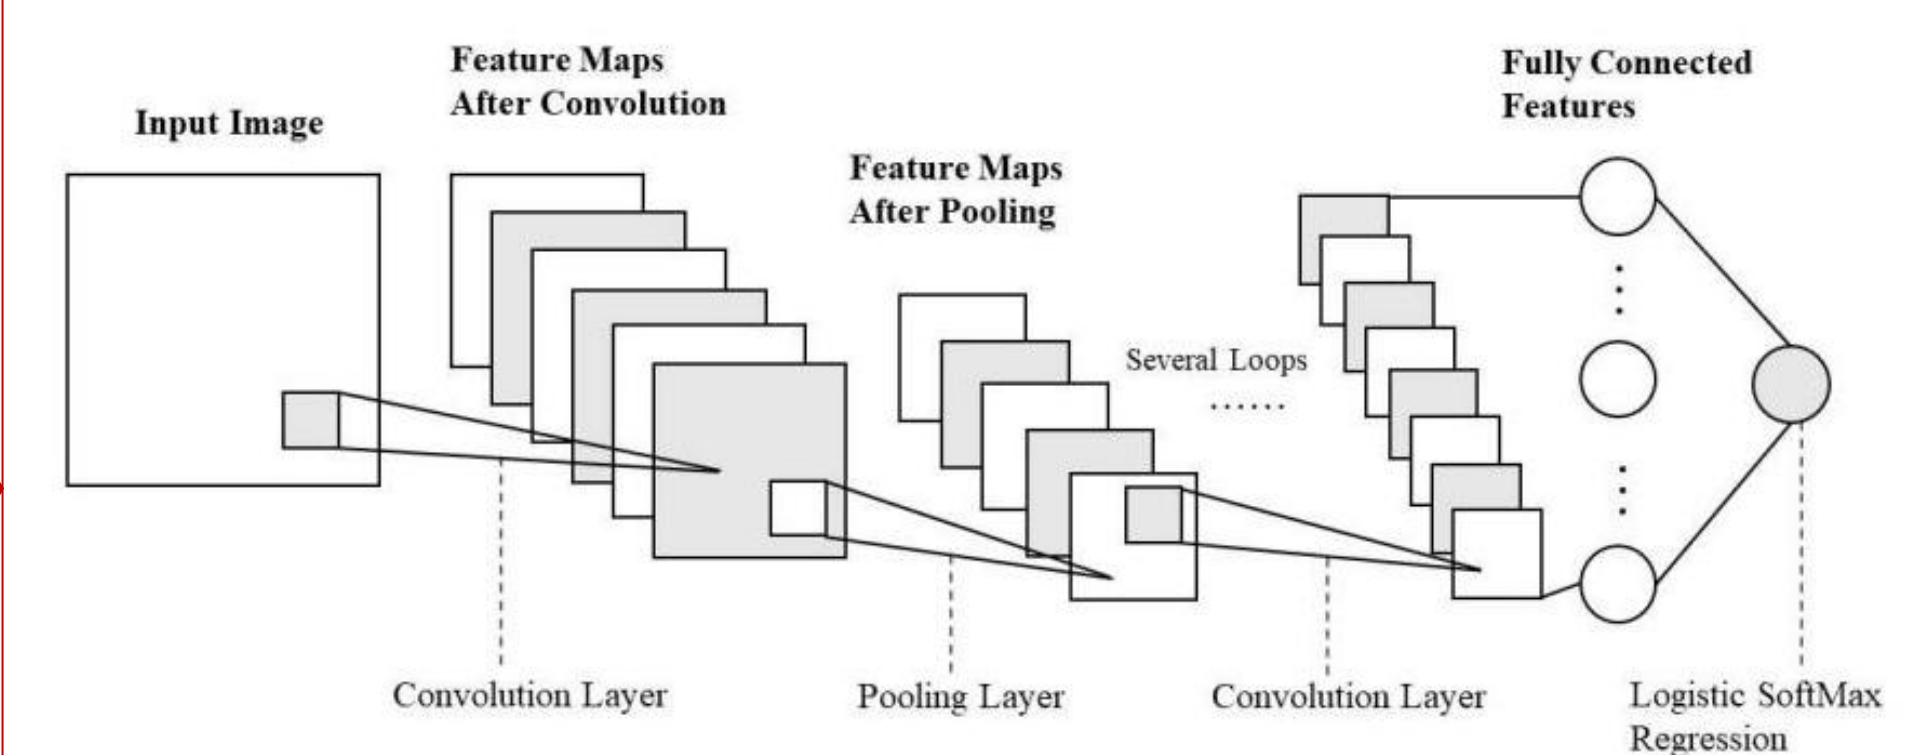 Input Image
Feature Maps
After Convolution
Feature Maps
After Pooling
Several Loops
......
Fully Connected
Features
Convolution Layer
Pooling Layer
Convolution Layer
Logistic SoftMax
Regression